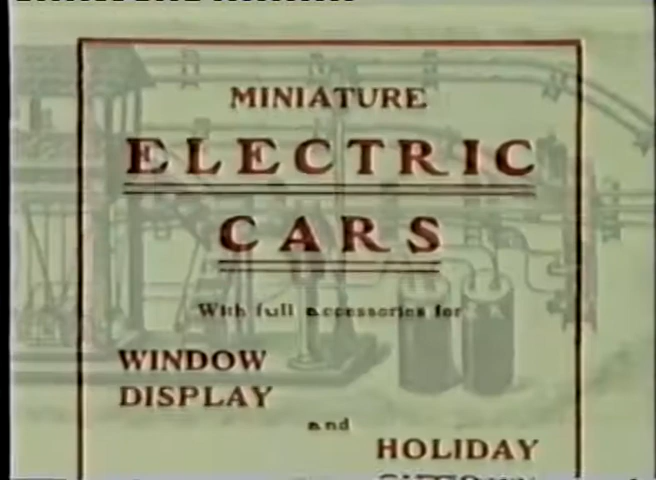 MINIATURE
ELECTRIC
CARS
With full accessories for
WINDOW
DISPLAY
and
HOLIDAY